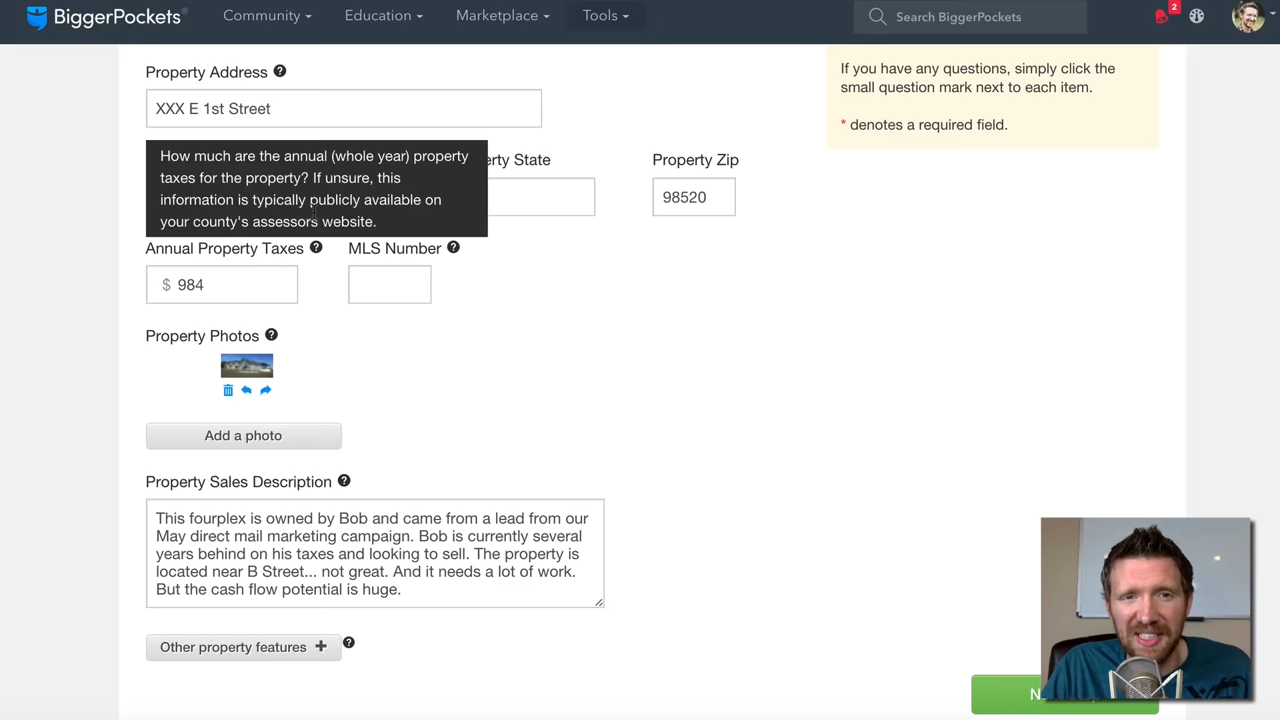 BiggerPockets
Community
Education
Marketplace
Tools
Search BiggerPockets
2
Property Address
XXX E 1st Street
If you have any questions, simply click the
small question mark next to each item.
* denotes a required field.
How much are the annual (whole year) property
taxes for the property? If unsure, this
information is typically publicly available on
your county's assessors website.
State
Property Zip
98520
Annual Property Taxes
MLS Number
$ 984
Property Photos
Add a photo
Property Sales Description
This fourplex is owned by Bob and came from a lead from our
May direct mail marketing campaign. Bob is currently several
years behind on his taxes and looking to sell. The property is
located near B Street... not great. And it needs a lot of work.
But the cash flow potential is huge.
Other property features +